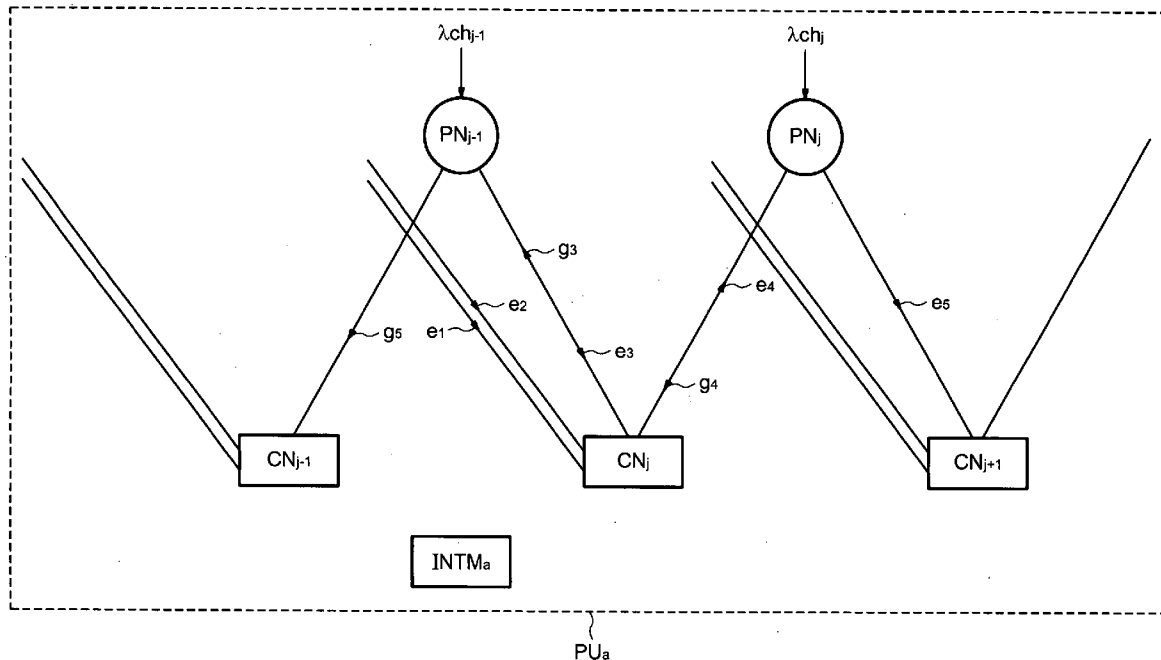 λchj-1
λchj
PNj-1
PNj
g3
e4
e2
e5
e1
g5
e3
g4
CNj-1
CNj
CNj+1
INTMa
PUa